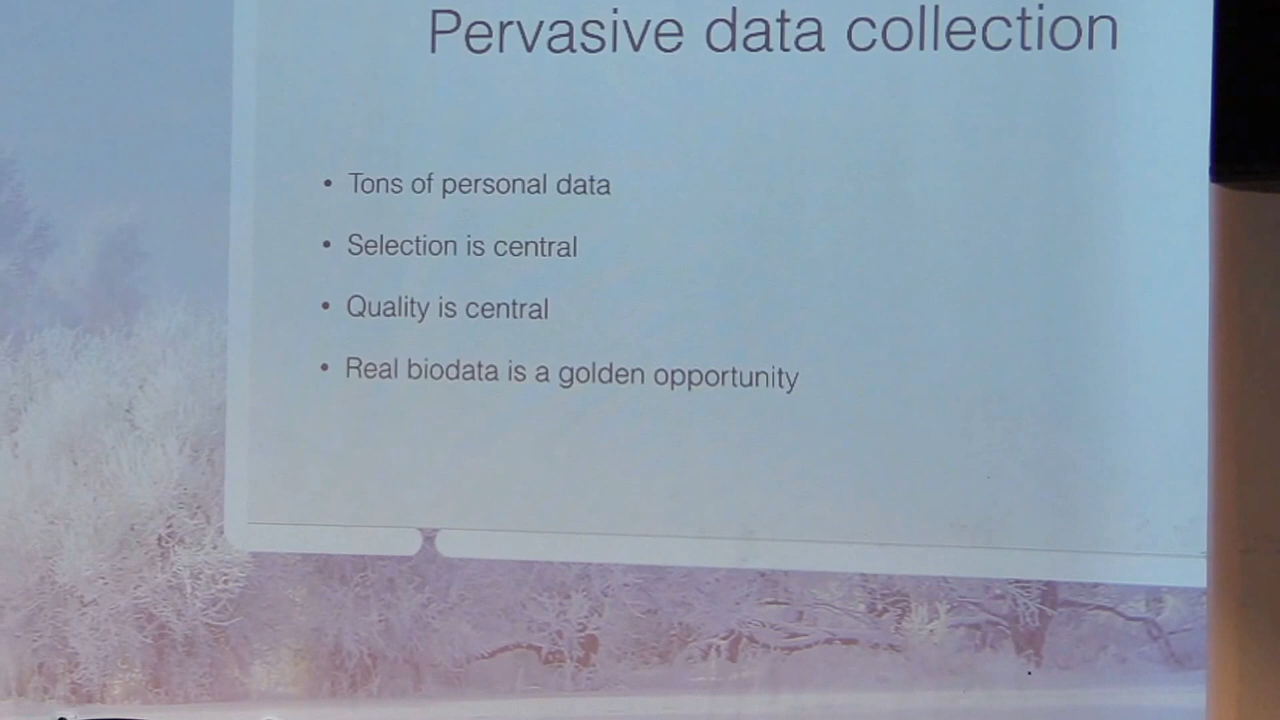 Pervasive data collection
• Tons of personal data
• Selection is central
• Quality is central
• Real biodata is a golden opportunity